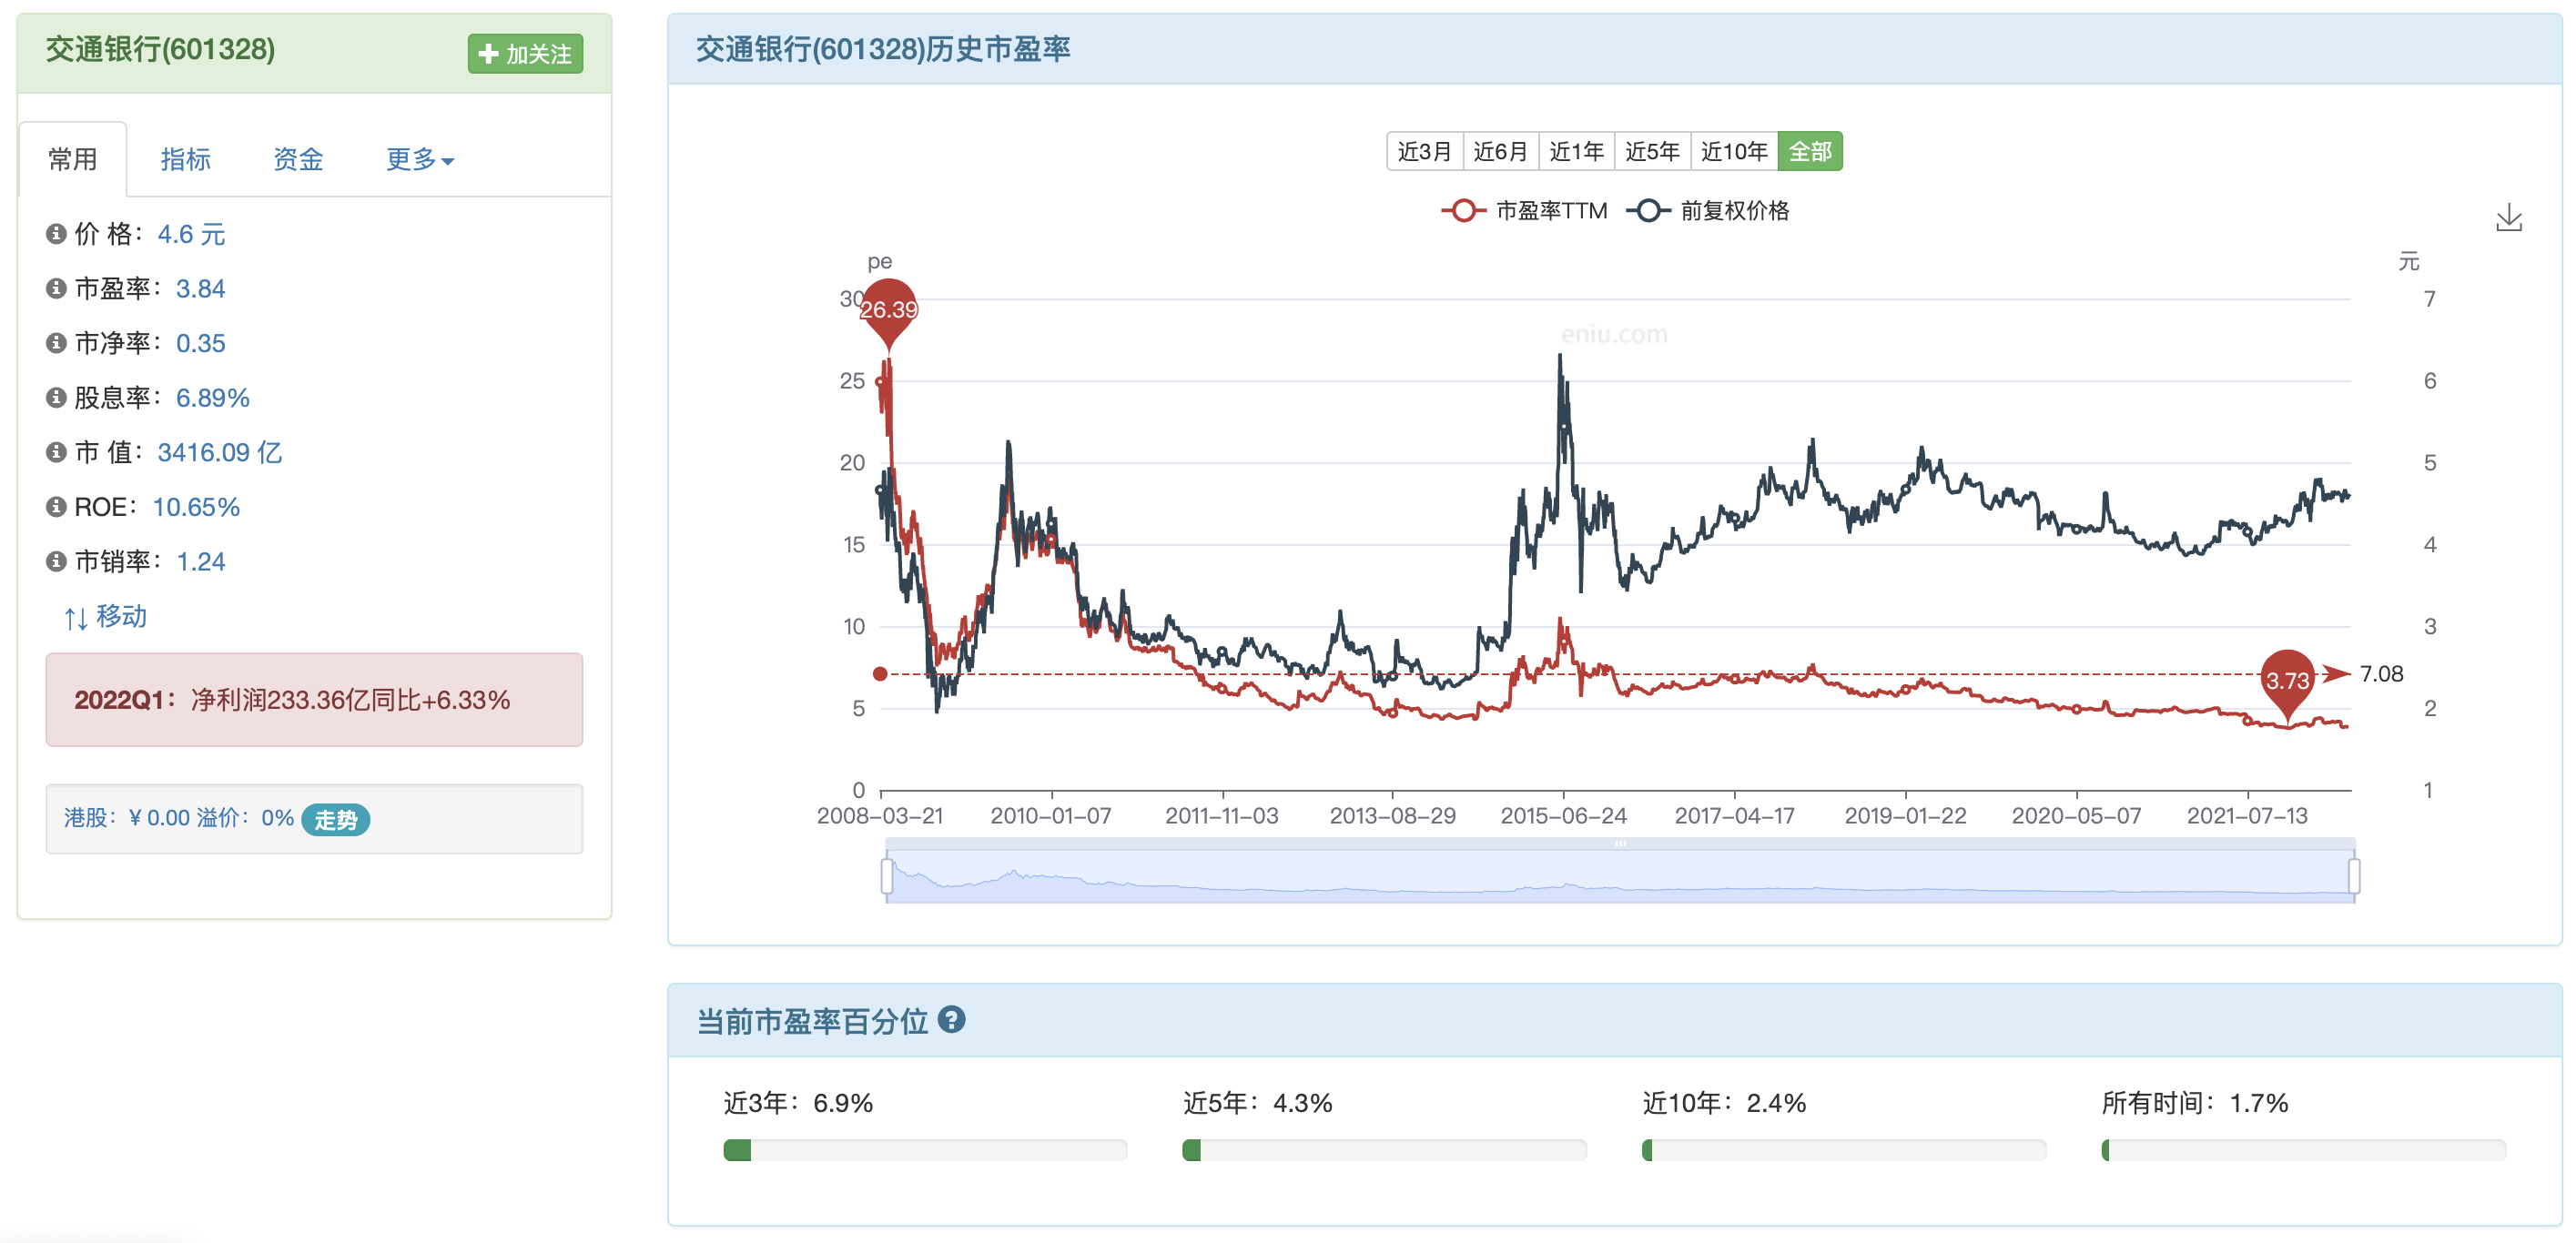 交通银行(601328)
加关注
常用
指标
资金
更多
价 格：4.6 元
市盈率：3.84
市净率：0.35
股息率：6.89%
市 值：3416.09 亿
ROE：10.65%
市销率：1.24
移动
2022Q1：净利润233.36亿同比+6.33%
港股：¥ 0.00 溢价：0% 走势
交通银行(601328)历史市盈率
近3月 近6月 近1年 近5年 近10年 全部
市盈率TTM 前复权价格
pe
元
30
26.39
7
eniu.com
25
6
20
5
15
4
10
3
3.73
7.08
5
2
0
1
2008-03-21 2010-01-07 2011-11-03 2013-08-29 2015-06-24 2017-04-17 2019-01-22 2020-05-07 2021-07-13
当前市盈率百分位
近3年：6.9%
近5年：4.3%
近10年：2.4%
所有时间：1.7%